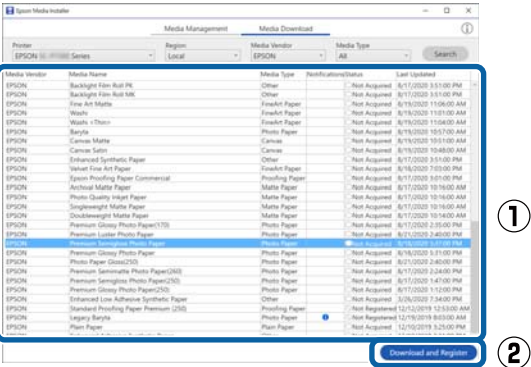 Epson Media Installer
Media Management Media Download
Printer Region Media Vendor Media Type
EPSON Series Local EPSON All Search
Media Vendor Media Name Media Type Notifications Status Last Updated
EPSON Backlight Film Roll PK Other Not Acquired 8/17/2020 3:51:00 PM
EPSON Backlight Film Roll MK Other Not Acquired 8/17/2020 3:51:00 PM
EPSON Fine Art Matte FineArt Paper Not Acquired 8/19/2020 11:06:00 AM
EPSON Washi FineArt Paper Not Acquired 8/19/2020 11:01:00 AM
EPSON Washi <Thin> FineArt Paper Not Acquired 8/19/2020 11:04:00 AM
EPSON Baryta Photo Paper Not Acquired 8/19/2020 10:57:00 AM
EPSON Canvas Matte Canvas Not Acquired 8/19/2020 10:51:00 AM
EPSON Canvas Satin Canvas Not Acquired 8/19/2020 10:48:00 AM
EPSON Enhanced Synthetic Paper Other Not Acquired 8/17/2020 3:51:00 PM
EPSON Velvet Fine Art Paper FineArt Paper Not Acquired 8/18/2020 7:03:00 PM
EPSON Epson Proofing Paper Commercial Proofing Paper Not Acquired 8/17/2020 3:01:00 PM
EPSON Archival Matte Paper Matte Paper Not Acquired 8/17/2020 10:16:00 AM
EPSON Photo Quality Inkjet Paper Matte Paper Not Acquired 8/17/2020 10:16:00 AM
EPSON Singleweight Matte Paper Matte Paper Not Acquired 8/17/2020 10:16:00 AM
EPSON Doubleweight Matte Paper Matte Paper Not Acquired 8/17/2020 10:14:00 AM
EPSON Premium Glossy Photo Paper(170) Photo Paper Not Acquired 8/17/2020 2:35:00 PM
EPSON Premium Luster Photo Paper Photo Paper Not Acquired 8/21/2020 2:40:00 PM
EPSON Premium Semigloss Photo Paper Photo Paper Not Acquired 8/18/2020 5:37:00 PM
EPSON Premium Glossy Photo Paper Photo Paper Not Acquired 8/18/2020 5:31:00 PM
EPSON Photo Paper Gloss(250) Photo Paper Not Acquired 8/21/2020 2:40:00 PM
EPSON Premium Semimatte Photo Paper(260) Photo Paper Not Acquired 8/17/2020 2:24:00 PM
EPSON Premium Semigloss Photo Paper(250) Photo Paper Not Acquired 8/17/2020 1:47:00 PM
EPSON Premium Glossy Photo Paper(250) Photo Paper Not Acquired 8/17/2020 1:12:00 PM
EPSON Enhanced Low Adhesive Synthetic Paper Other Not Acquired 3/26/2020 7:34:00 PM
EPSON Standard Proofing Paper Premium (250) Proofing Paper Not Registered 12/12/2019 12:53:00 AM
EPSON Legacy Baryta Photo Paper Not Registered 12/19/2019 8:03:00 AM
EPSON Plain Paper Plain Paper Not Acquired 12/10/2019 3:25:00 PM
Download and Register
①
②